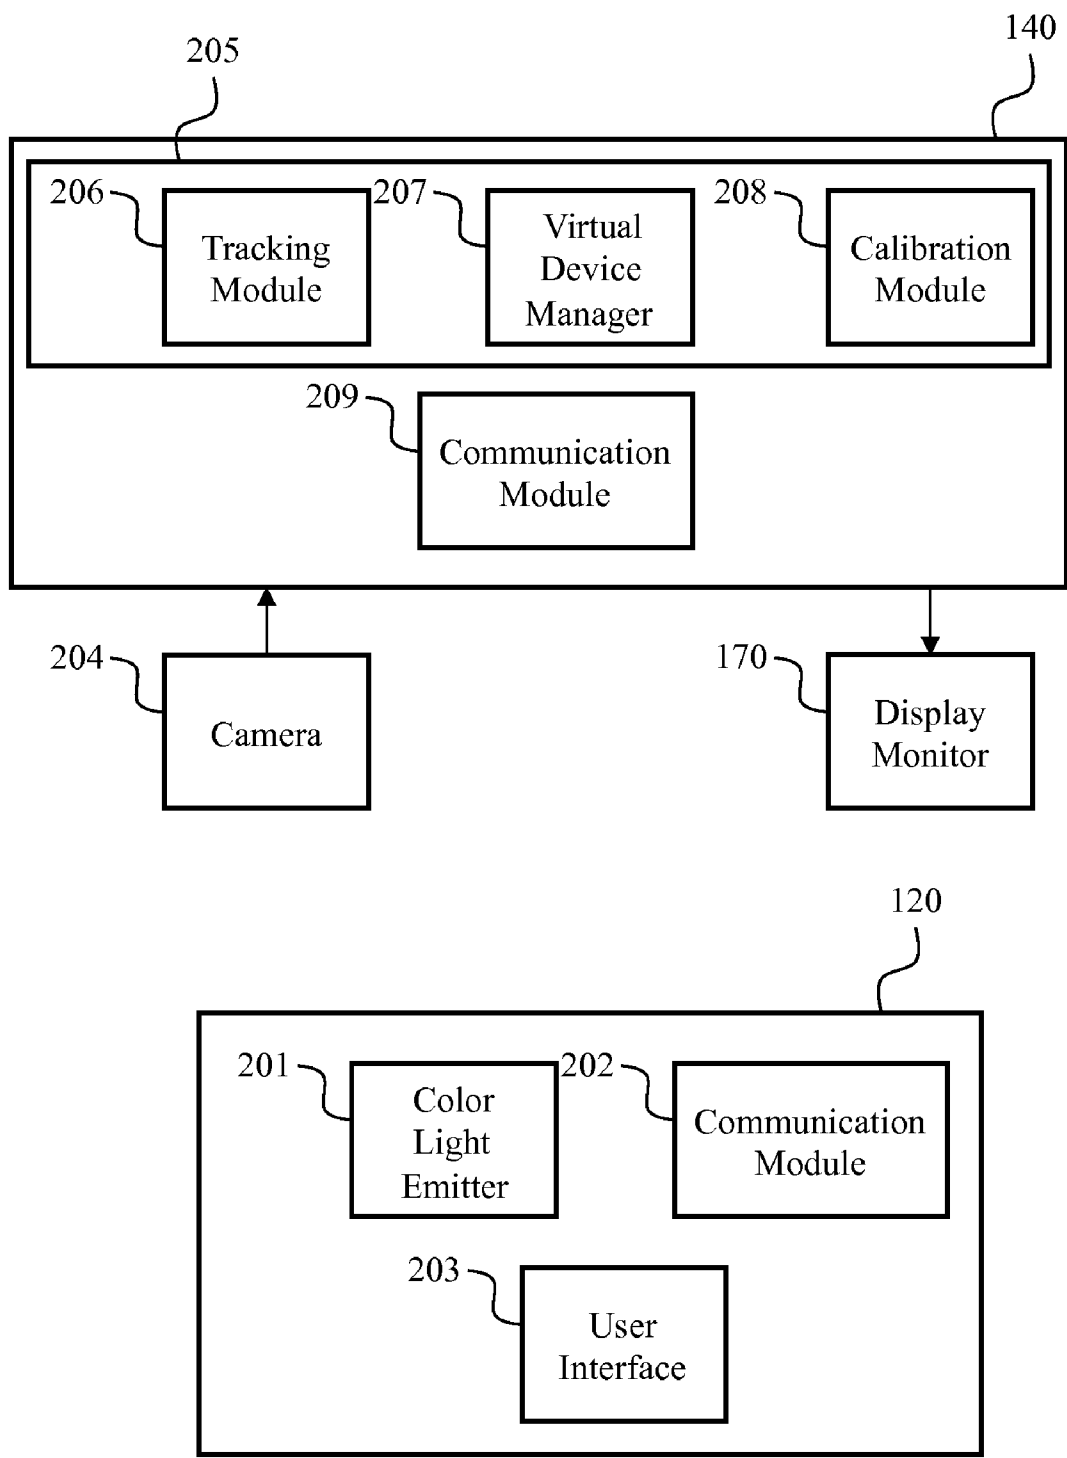 140
205
206
Tracking
Module
207
Virtual
Device
Manager
208
Calibration
Module
209
Communication
Module
204
Camera
170
Display
Monitor
120
201
Color
Light
Emitter
202
Communication
Module
203
User
Interface